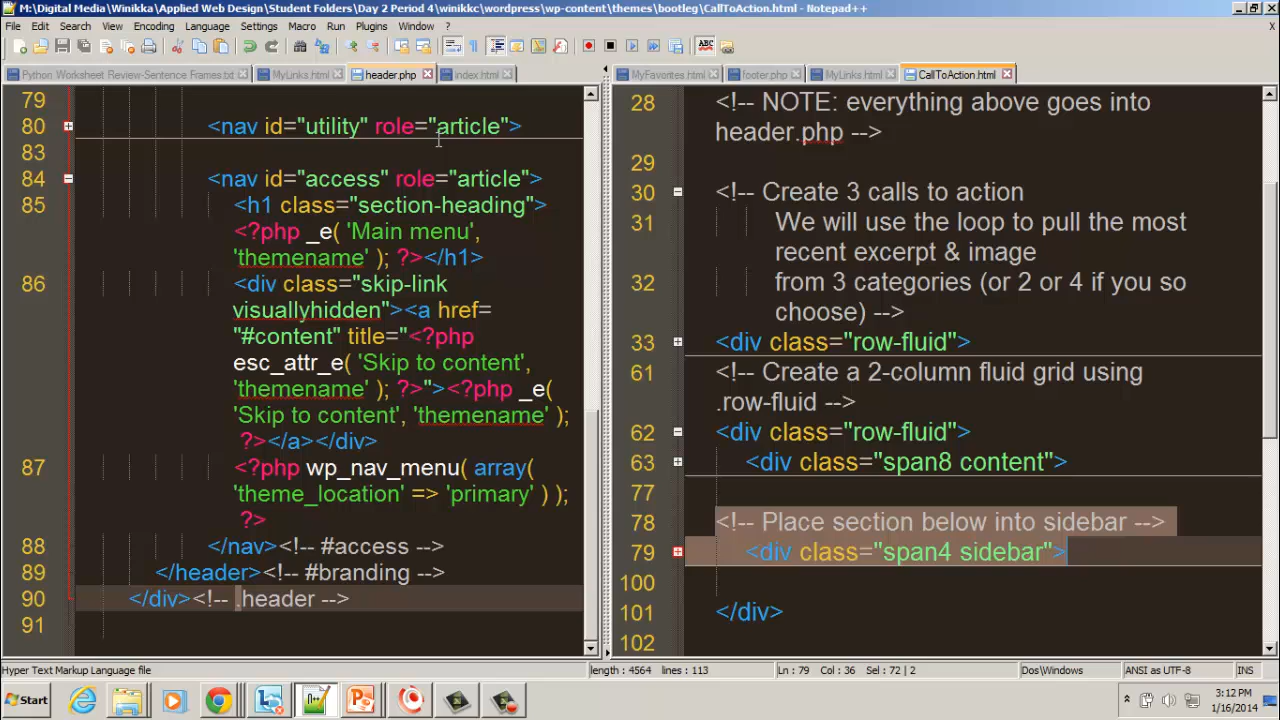 M:\Digital Media\Winikka\Applied Web Design\Student Folders\Day 2 Period 4\winikkc\wordpress\wp-content\themes\bootleg\CallToAction.html - Notepad++
File Edit Search View Encoding Language Settings Macro Run Plugins Window ? X
Python Worksheet Review-Sentence Frames.txt MyLinks.html header.php index.html
79
80 <nav id="utility" role="article">
83
84 <nav id="access" role="article">
85 <h1 class="section-heading">
<?php _e( 'Main menu',
'themename' ); ?></h1>
86 <div class="skip-link
visuallyhidden"><a href=
"#content" title="<?php
esc_attr_e( 'Skip to content',
'themename' ); ?>"><?php _e(
'Skip to content', 'themename' );
?></a></div>
87 <?php wp_nav_menu( array(
'theme_location' => 'primary' ) );
?>
88 </nav><!-- #access -->
89 </header><!-- #branding -->
90 </div><!-- .header -->
91
MyFavorites.html footer.php MyLinks.html CallToAction.html
28 <!-- NOTE: everything above goes into
header.php -->
29
30 <!-- Create 3 calls to action
31 We will use the loop to pull the most
recent excerpt & image
32 from 3 categories (or 2 or 4 if you so
choose) -->
33 <div class="row-fluid">
61 <!-- Create a 2-column fluid grid using
.row-fluid -->
62 <div class="row-fluid">
63 <div class="span8 content">
77
78 <!-- Place section below into sidebar -->
79 <div class="span4 sidebar">
100
101 </div>
102
Hyper Text Markup Language file length : 4564 lines : 113 Ln : 79 Col : 36 Sel : 72 | 2 Dos\Windows ANSI as UTF-8 INS
Start 3:12 PM
1/16/2014